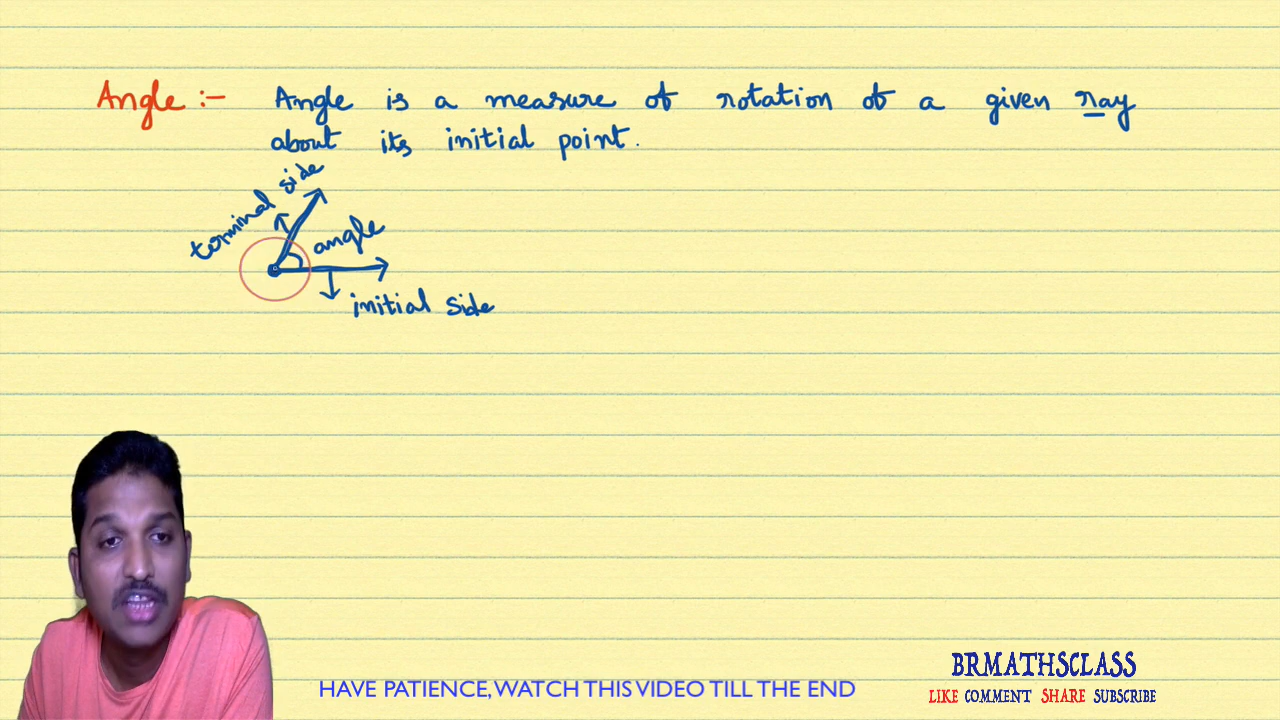 Angle :- Angle is a measure of rotation of a given ray
about its initial point.
terminal side
angle
initial side
BRMATHSCLASS
HAVE PATIENCE, WATCH THIS VIDEO TILL THE END
LIKE COMMENT SHARE SUBSCRIBE